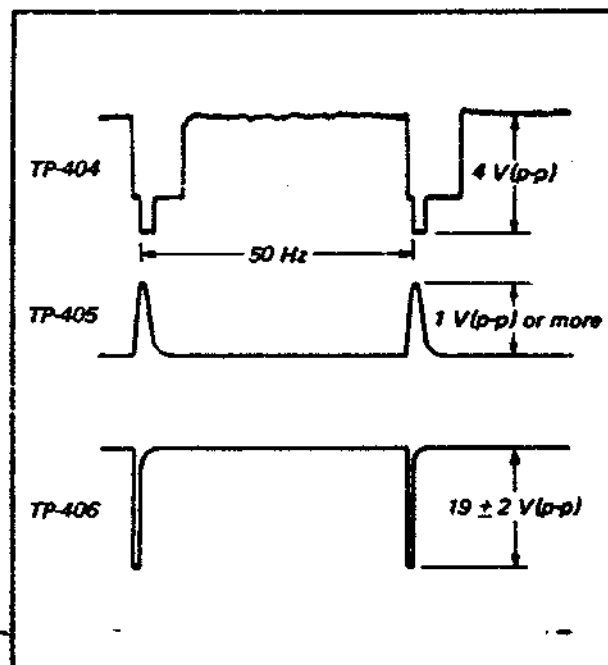 TP-404
4 V(p-p)
50 Hz
TP-405
1 V(p-p) or more
TP-406
19 ± 2 V(p-p)